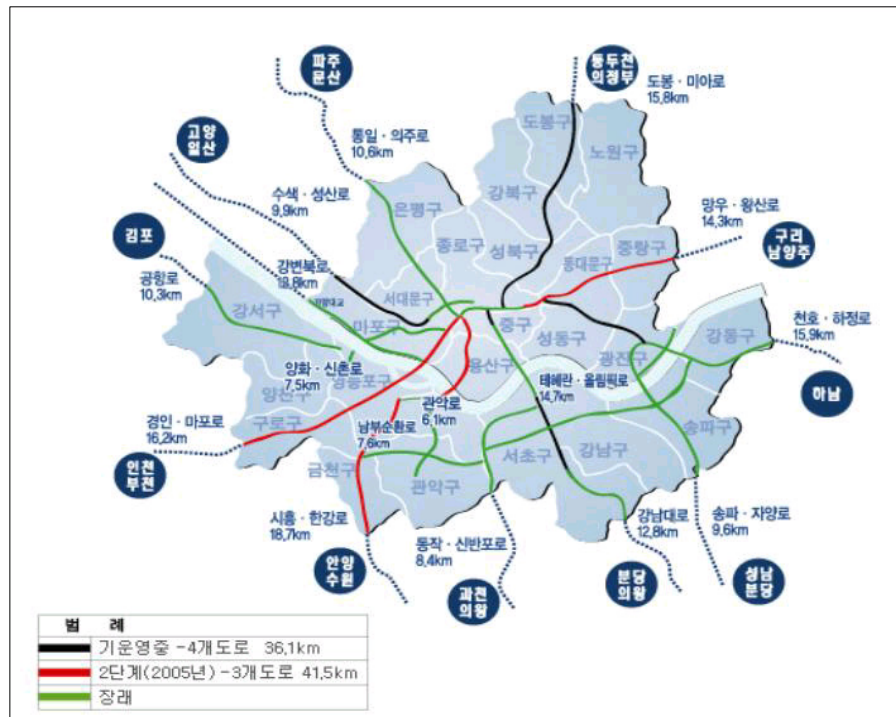 파주
문산
동두천
의정부
도봉 · 미아로
15,8km
고양
일산
통일 · 의주로
10,6km
도봉구
노원구
수색 · 성산로
9,9km
은평구
강북구
망우 · 왕산로
14,3km
구리
남양주
김포
종로구
성북구
중랑구
동대문구
강변북로
공항로
10,3km
강서구
서대문구
마포구
중구
성동구
광진구
강동구
천호 · 하정로
15,9km
하남
양화 · 신촌로
7,5km
영등포구
용산구
테헤란 · 올림픽로
14,7km
양천구
경인 · 마포로
16,2km
구로구
관악로
6,1km
남부순환로
7,6km
송파구
인천
부천
금천구
관악구
서초구
강남구
시흥 · 한강로
18,7km
동작 · 신반포로
8,4km
강남대로
12,8km
송파 · 자양로
9,6km
안양
수원
과천
의왕
분당
의왕
성남
분당
범 례
기운영중 -4개도로 36,1km
2단계(2005년) -3개도로 41,5km
장래